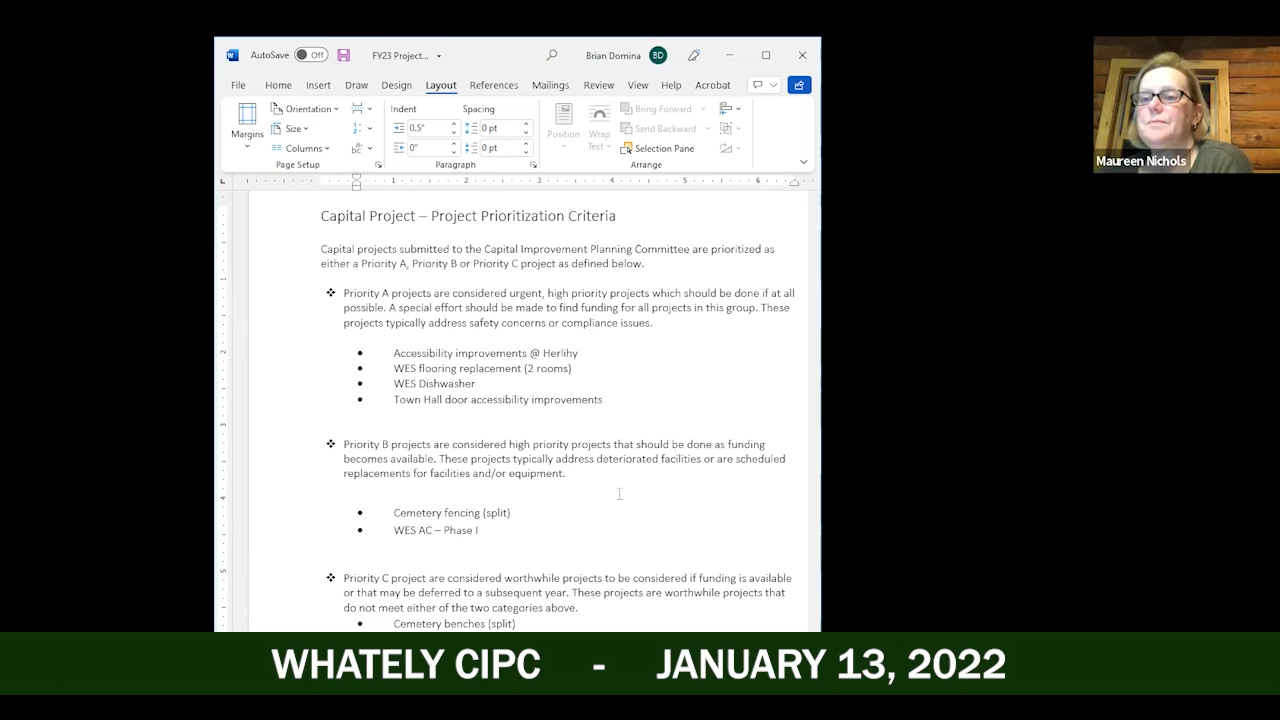 AutoSave Off FY23 Project... Brian Domina BD
File Home Insert Draw Design Layout References Mailings Review View Help Acrobat
Margins
Orientation
Size
Columns
Page Setup
Indent Spacing
0.5" 0 pt
0" 0 pt
Paragraph
Position
Wrap Text
Bring Forward
Send Backward
Selection Pane
Arrange
1 2 3 4 5 6
Maureen Nichols
Capital Project – Project Prioritization Criteria
Capital projects submitted to the Capital Improvement Planning Committee are prioritized as
either a Priority A, Priority B or Priority C project as defined below.
❖ Priority A projects are considered urgent, high priority projects which should be done if at all
possible. A special effort should be made to find funding for all projects in this group. These
projects typically address safety concerns or compliance issues.
• Accessibility improvements @ Herlihy
• WES flooring replacement (2 rooms)
• WES Dishwasher
• Town Hall door accessibility improvements
❖ Priority B projects are considered high priority projects that should be done as funding
becomes available. These projects typically address deteriorated facilities or are scheduled
replacements for facilities and/or equipment.
• Cemetery fencing (split)
• WES AC – Phase I
❖ Priority C project are considered worthwhile projects to be considered if funding is available
or that may be deferred to a subsequent year. These projects are worthwhile projects that
do not meet either of the two categories above.
• Cemetery benches (split)
WHATELY CIPC - JANUARY 13, 2022